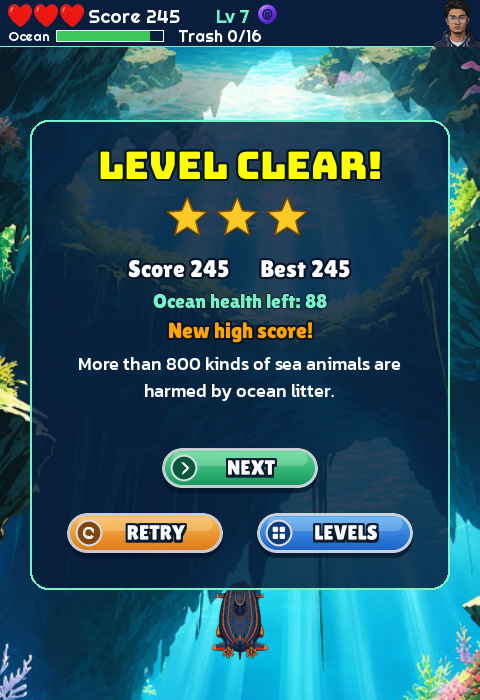 Score 245
Lv 7
Ocean
Trash 0/16
LEVEL CLEAR!
Score 245
Best 245
Ocean health left: 88
New high score!
More than 800 kinds of sea animals are
harmed by ocean litter.
NEXT
RETRY
LEVELS